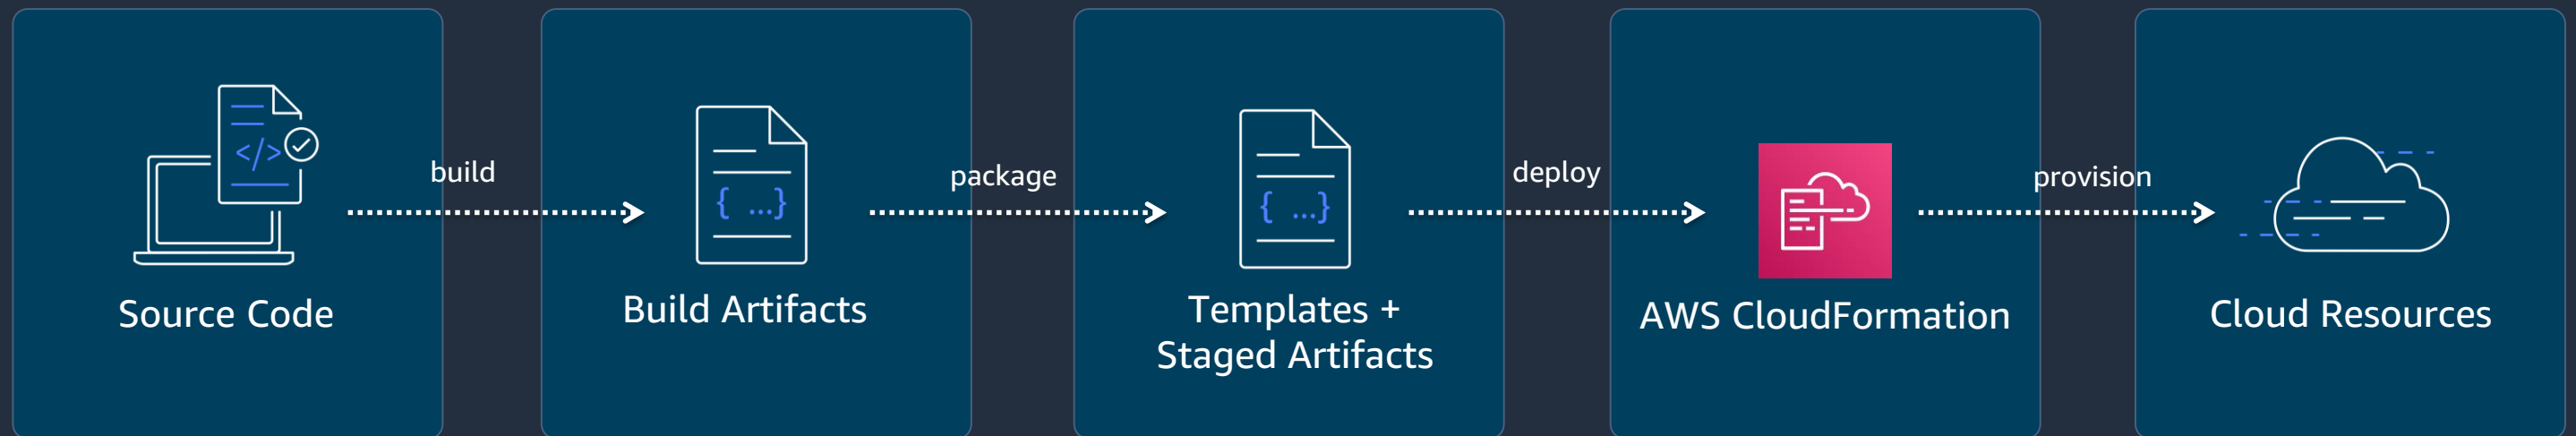 </>
build
{ ...}
package
{ ...}
deploy
provision
Source Code
Build Artifacts
Templates +
Staged Artifacts
AWS CloudFormation
Cloud Resources